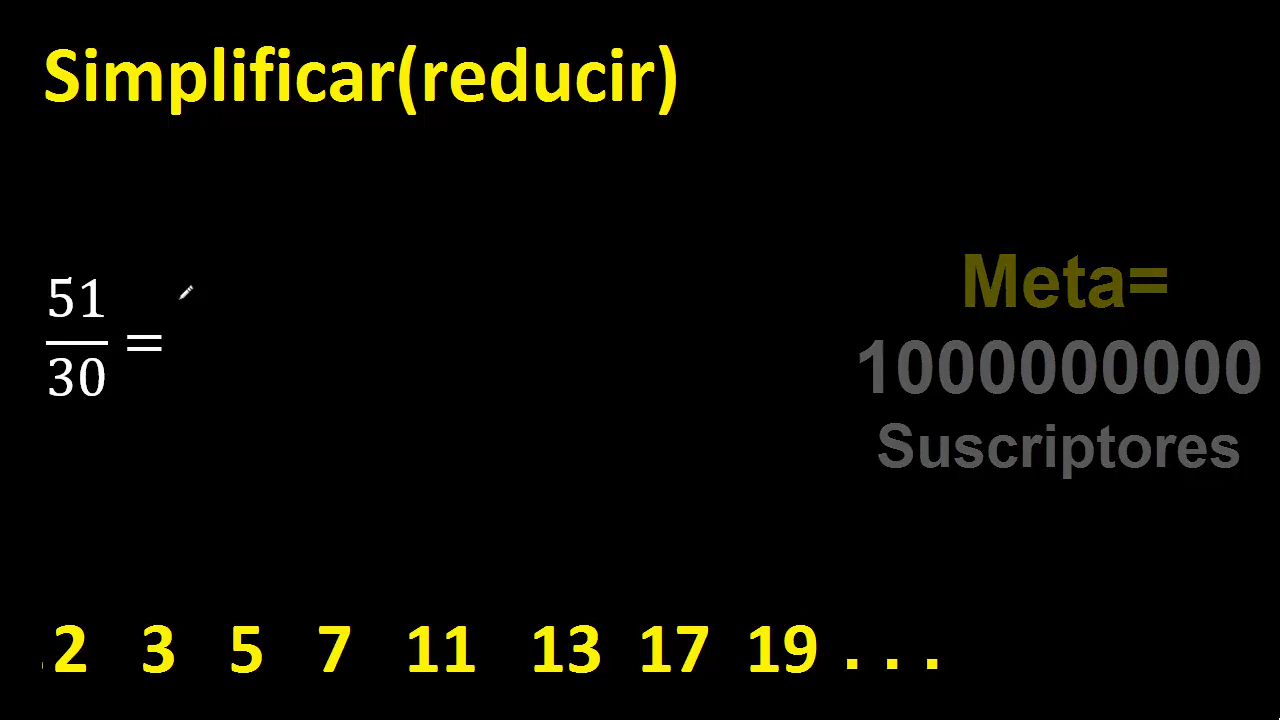 Simplificar(reducir)
51
30
=
Meta=
1000000000
Suscriptores
2 3 5 7 11 13 17 19 . . .